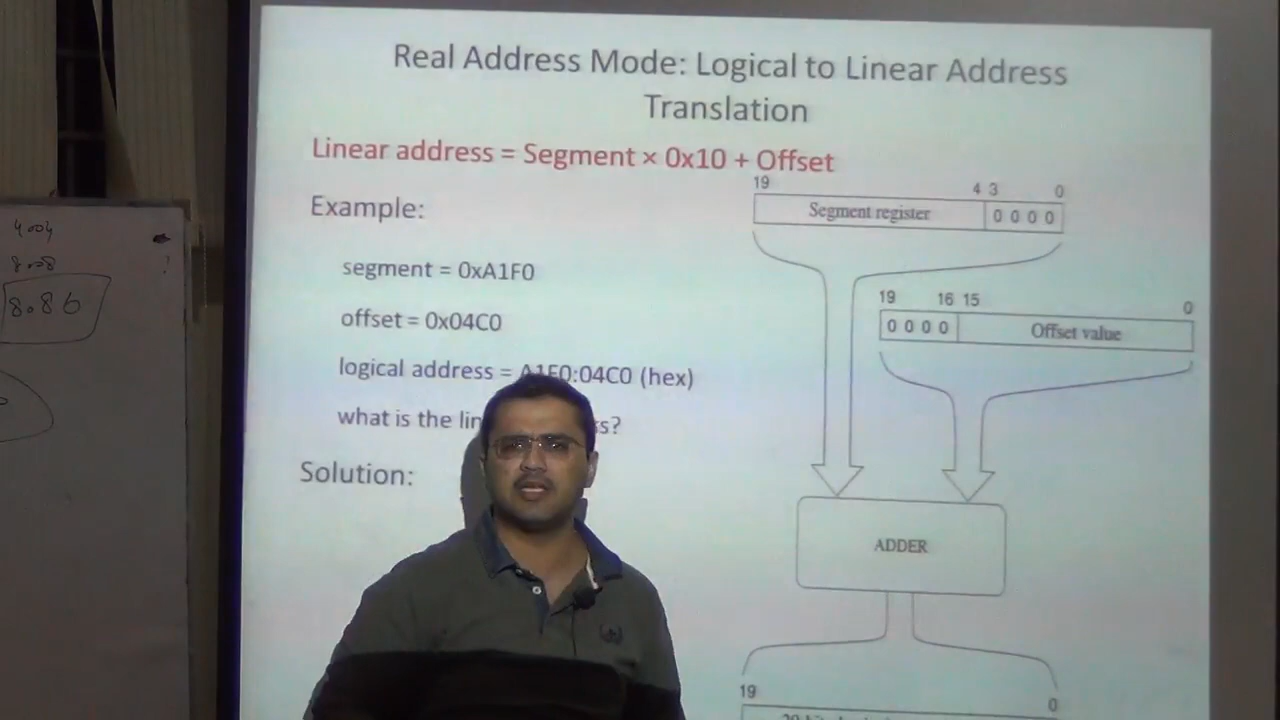 Real Address Mode: Logical to Linear Address
Translation
Linear address = Segment × 0x10 + Offset
Example:
segment = 0xA1F0
offset = 0x04C0
logical address = A1F0:04C0 (hex)
what is the
Solution:
19 4 3 0
Segment register 0 0 0 0
19 16 15 0
0 0 0 0 Offset value
ADDER
19 0
4004
8008
8086